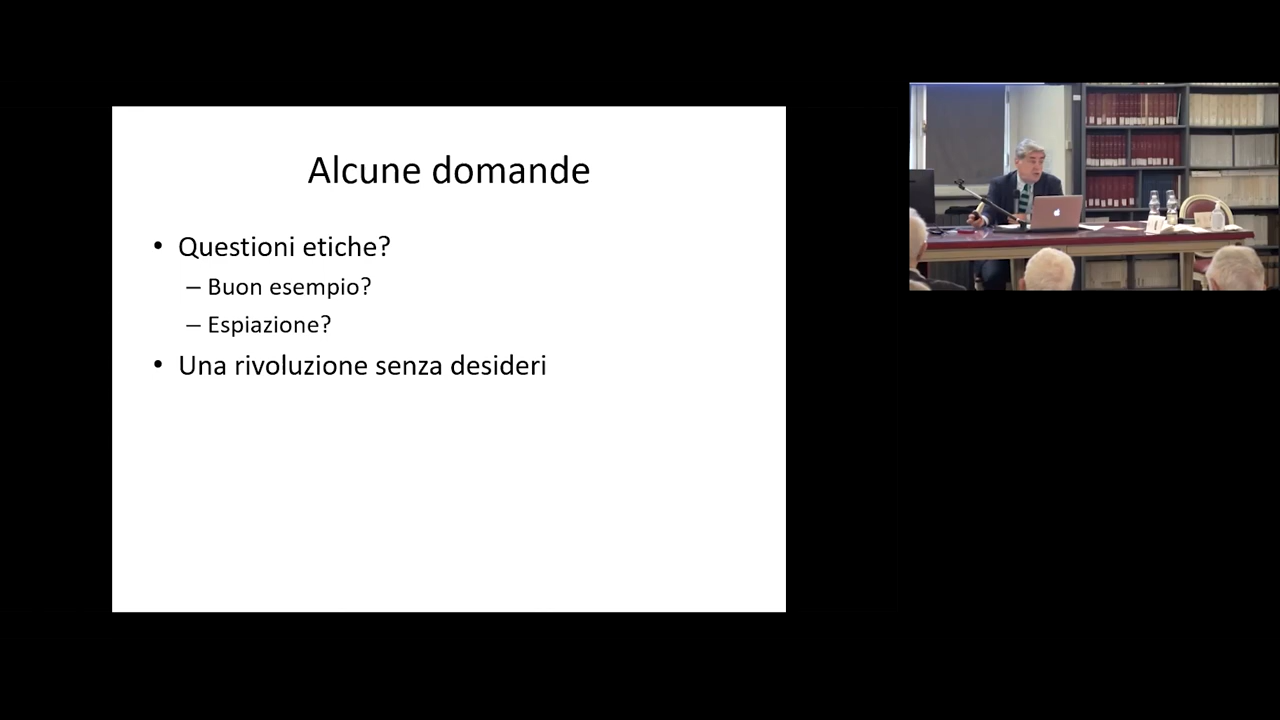 Alcune domande
• Questioni etiche?
– Buon esempio?
– Espiazione?
• Una rivoluzione senza desideri